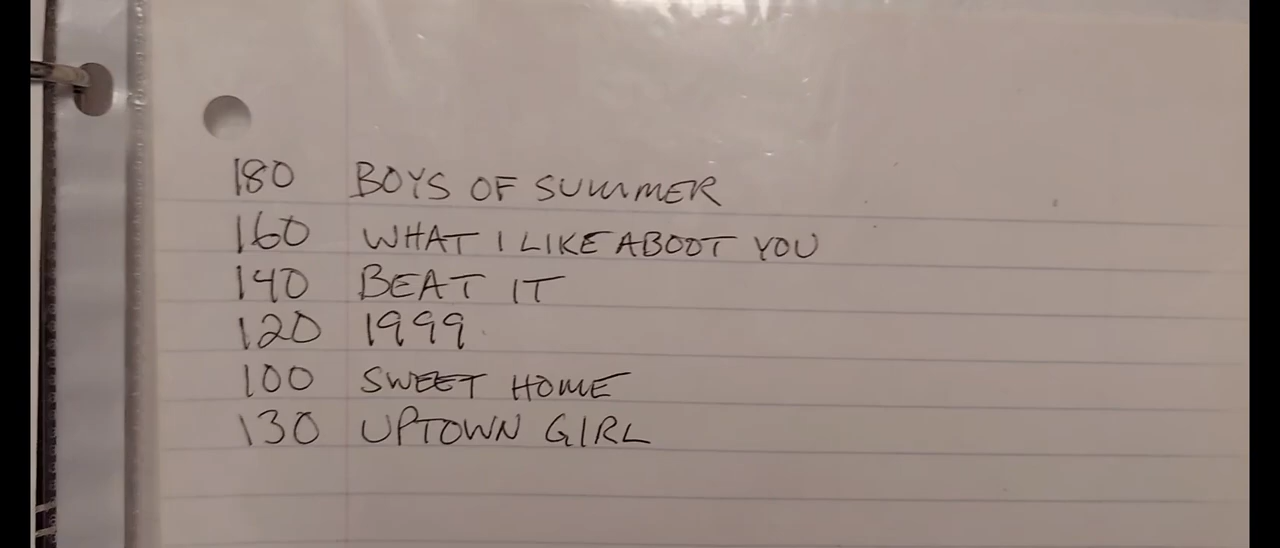 180 BOYS OF SUMMER
160 WHAT I LIKE ABOOT YOU
140 BEAT IT
120 1999
100 SWEET HOME
130 UPTOWN GIRL